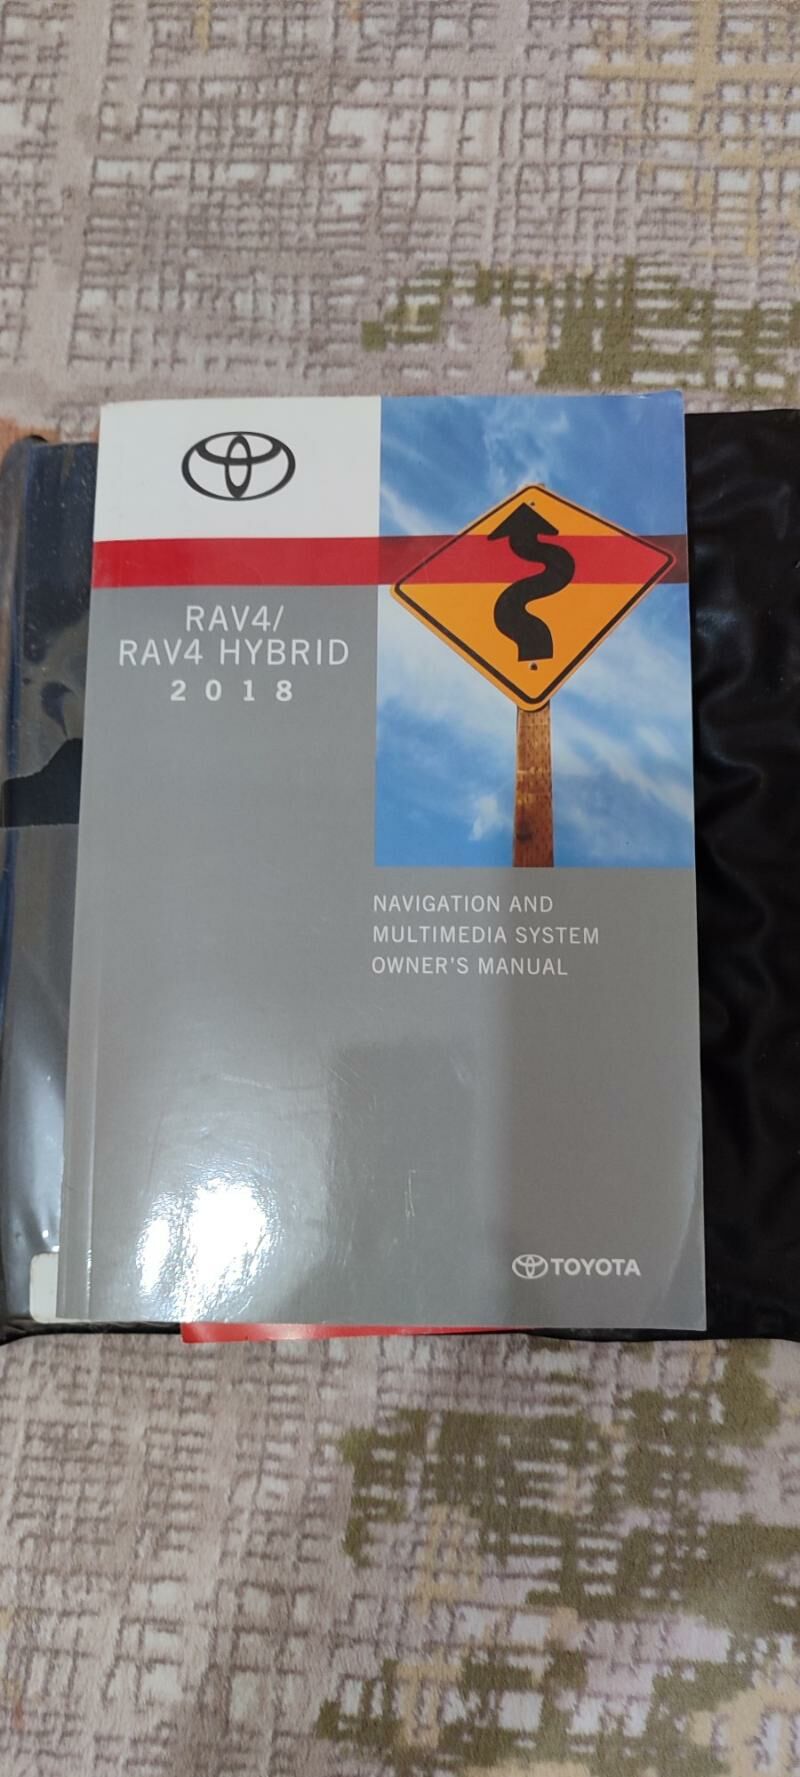 RAV4/
RAV4 HYBRID
2018
NAVIGATION AND
MULTIMEDIA SYSTEM
OWNER'S MANUAL
TOYOTA